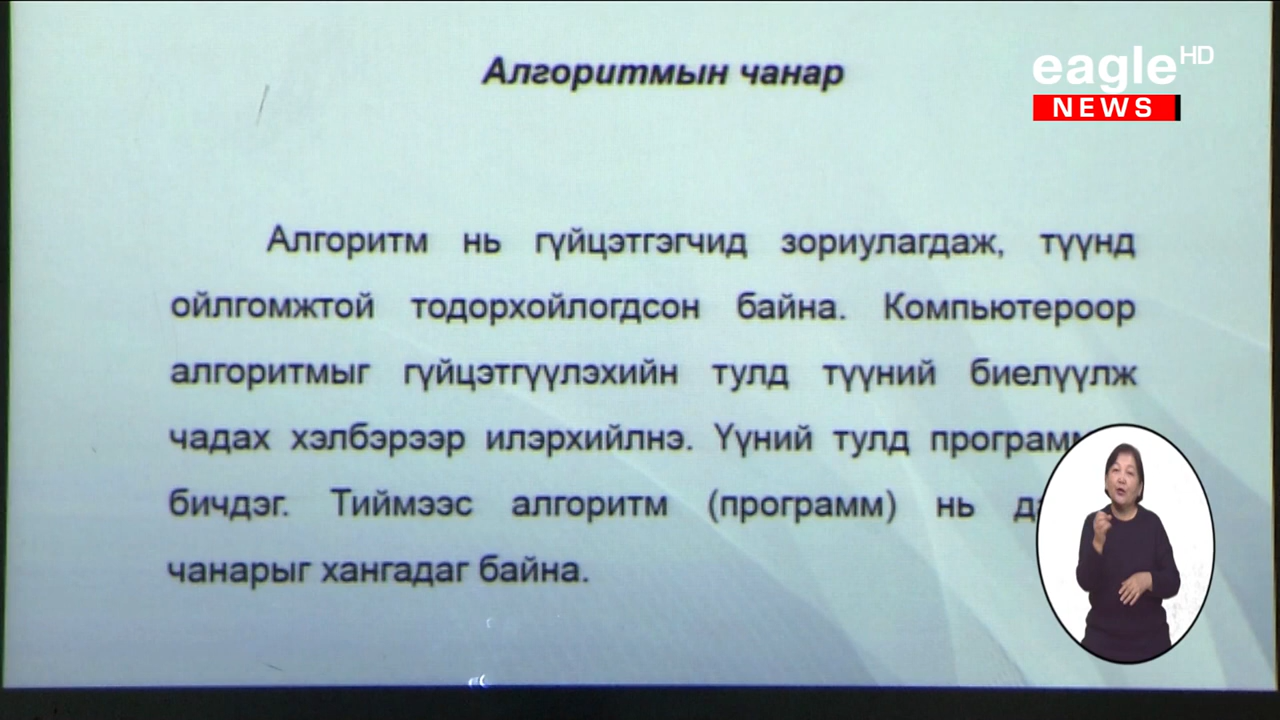 Алгоритмын чанар
eagle HD
NEWS
Алгоритм нь гүйцэтгэгчид зориулагдаж, түүнд
ойлгомжтой тодорхойлогдсон байна. Компьютероор
алгоритмыг гүйцэтгүүлэхийн тулд түүний биелүүлж
чадах хэлбэрээр илэрхийлнэ. Үүний тулд
бичдэг. Тиймээс алгоритм (программ) нь
чанарыг хангадаг байна.